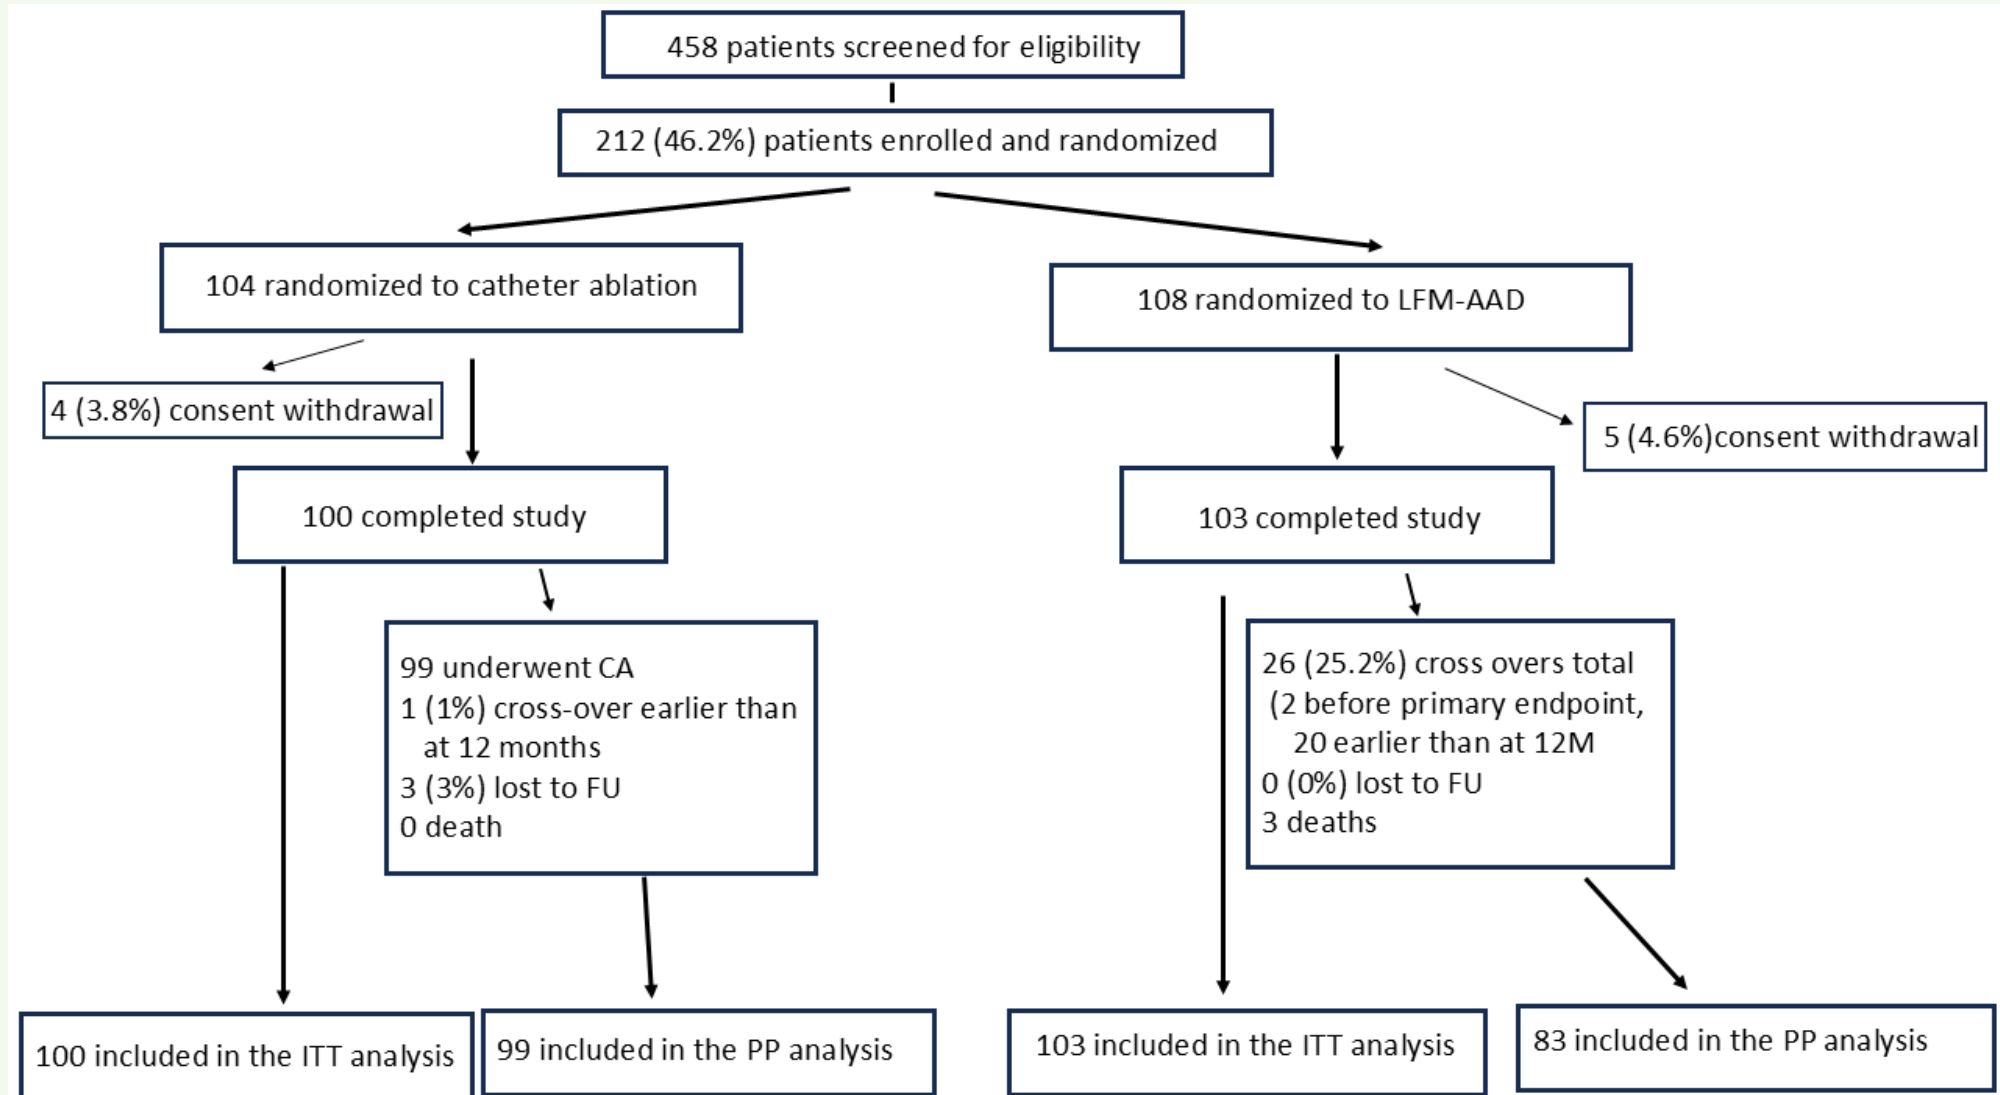 458 patients screened for eligibility
212 (46.2%) patients enrolled and randomized
104 randomized to catheter ablation
108 randomized to LFM-AAD
4 (3.8%) consent withdrawal
5 (4.6%)consent withdrawal
100 completed study
103 completed study
99 underwent CA
1 (1%) cross-over earlier than
at 12 months
3 (3%) lost to FU
0 death
26 (25.2%) cross overs total
(2 before primary endpoint,
20 earlier than at 12M
0 (0%) lost to FU
3 deaths
100 included in the ITT analysis
99 included in the PP analysis
103 included in the ITT analysis
83 included in the PP analysis